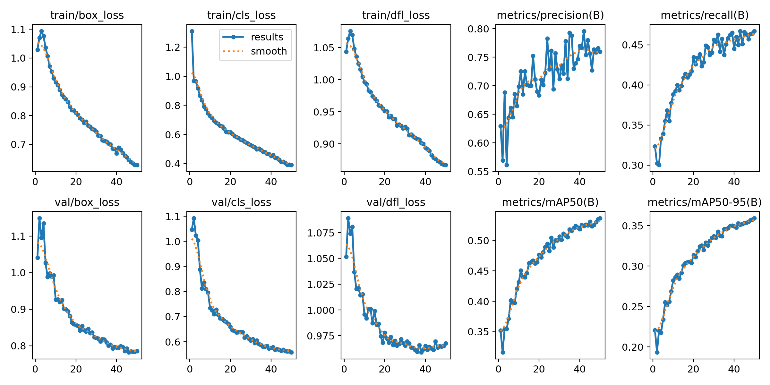 train/box_loss
train/cls_loss
train/dfl_loss
metrics/precision(B)
metrics/recall(B)
results
smooth
1.1
1.0
0.9
0.8
0.7
0 20 40
1.2
1.0
0.8
0.6
0.4
0 20 40
1.05
1.00
0.95
0.90
0 20 40
0.80
0.75
0.70
0.65
0.60
0.55
0 20 40
0.45
0.40
0.35
0.30
0 20 40
val/box_loss
val/cls_loss
val/dfl_loss
metrics/mAP50(B)
metrics/mAP50-95(B)
1.1
1.0
0.9
0.8
0 20 40
1.1
1.0
0.9
0.8
0.7
0.6
0 20 40
1.075
1.050
1.025
1.000
0.975
0 20 40
0.50
0.45
0.40
0.35
0 20 40
0.35
0.30
0.25
0.20
0 20 40